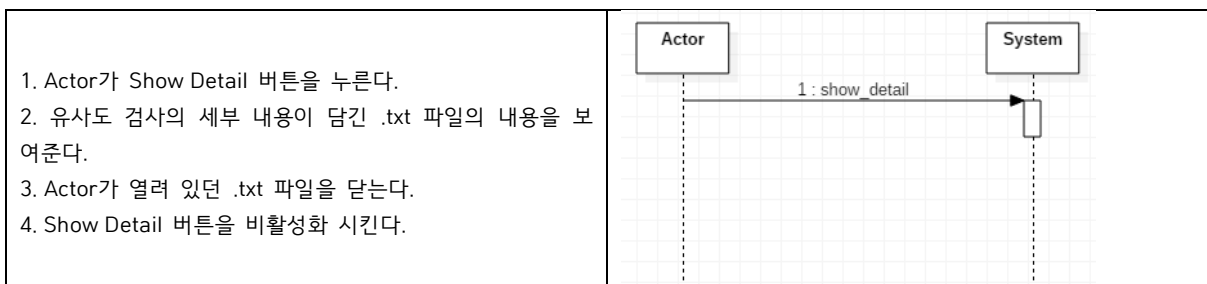 1. Actor가 Show Detail 버튼을 누른다.
2. 유사도 검사의 세부 내용이 담긴 .txt 파일의 내용을 보
여준다.
3. Actor가 열려 있던 .txt 파일을 닫는다.
4. Show Detail 버튼을 비활성화 시킨다.
Actor
System
1 : show_detail